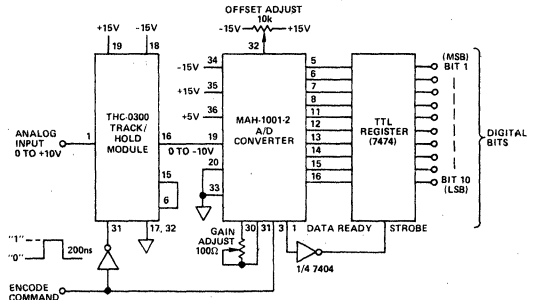 OFFSET ADJUST
10k
-15V
+15V
+15V
-15V
19
18
32
THC-0300
TRACK/
HOLD
MODULE
ANALOG
INPUT
0 TO +10V
1
16
0 TO -10V
15
6
31
17, 32
-15V
34
+15V
35
+5V
36
19
20
33
MAH-1001-2
A/D
CONVERTER
5
6
7
8
11
12
13
14
15
16
30
31
3
1
TTL
REGISTER
(7474)
(MSB)
BIT 1
BIT 10
(LSB)
DIGITAL
BITS
DATA READY
STROBE
GAIN
ADJUST
100Ω
1/4 7404
"1"
"0"
200ns
ENCODE
COMMAND